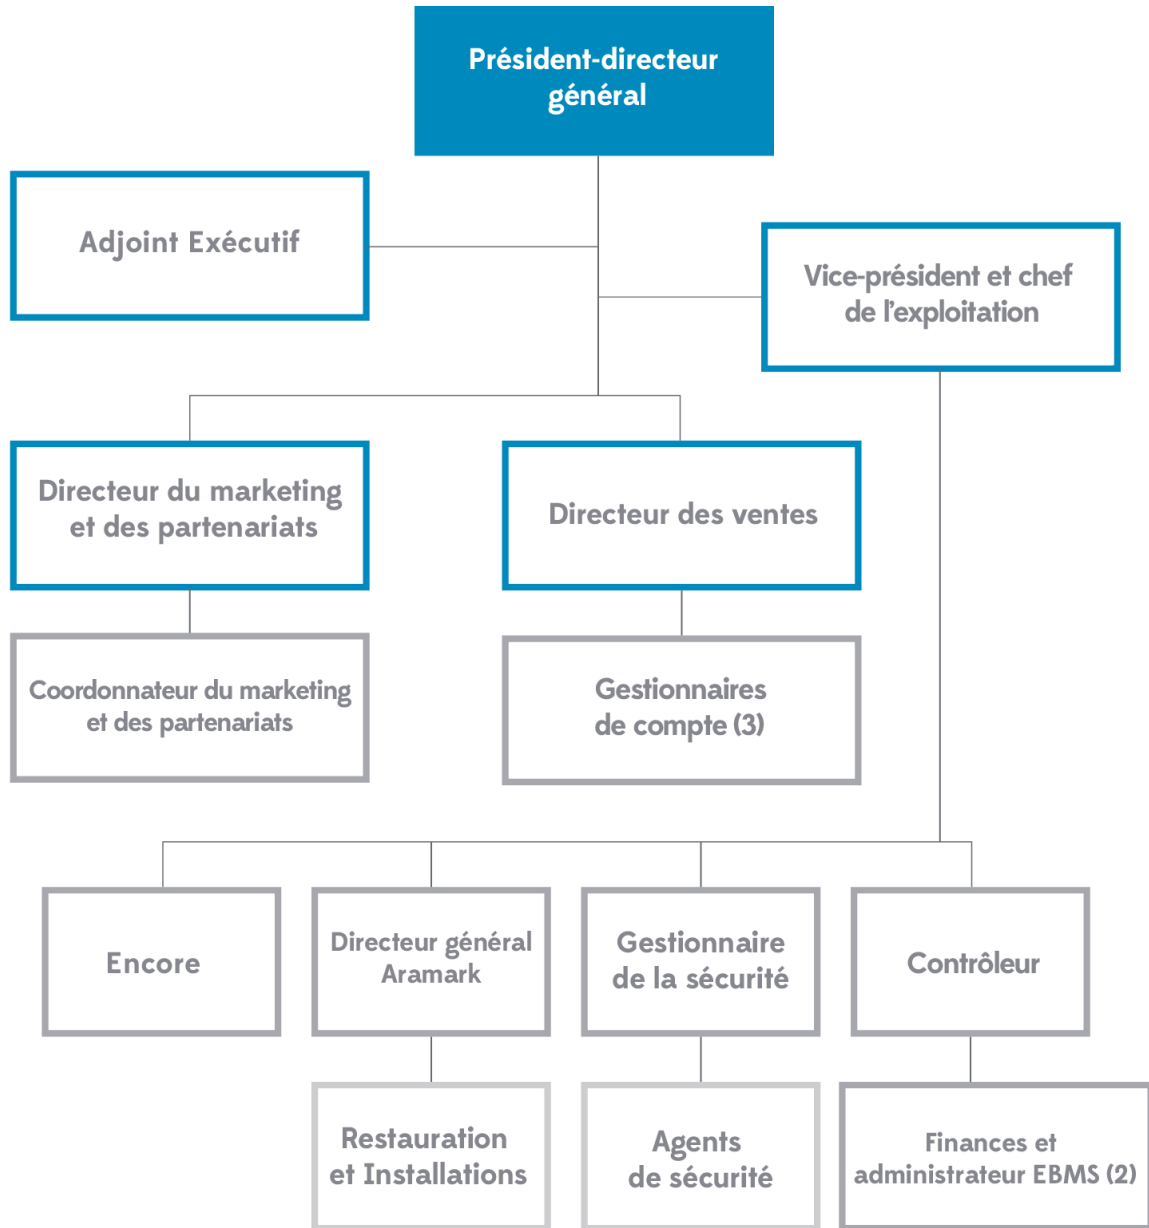 Président-directeur
général
Adjoint Exécutif
Vice-président et chef
de l’exploitation
Directeur du marketing
et des partenariats
Directeur des ventes
Coordonnateur du marketing
et des partenariats
Gestionnaires
de compte (3)
Encore
Directeur général
Aramark
Gestionnaire
de la sécurité
Contrôleur
Restauration
et Installations
Agents
de sécurité
Finances et
administrateur EBMS (2)